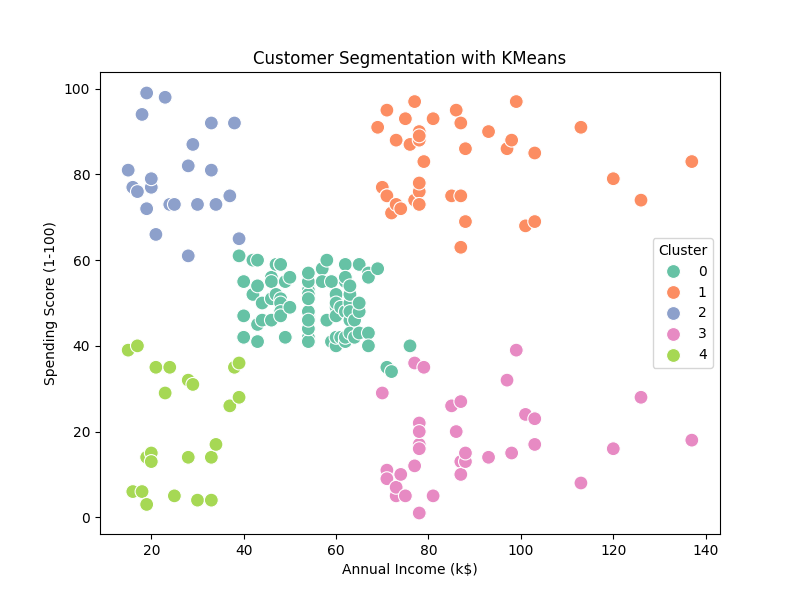 Customer Segmentation with KMeans
100
80
60
40
20
0
Spending Score (1-100)
Cluster
0
1
2
3
4
20 40 60 80 100 120 140
Annual Income (k$)